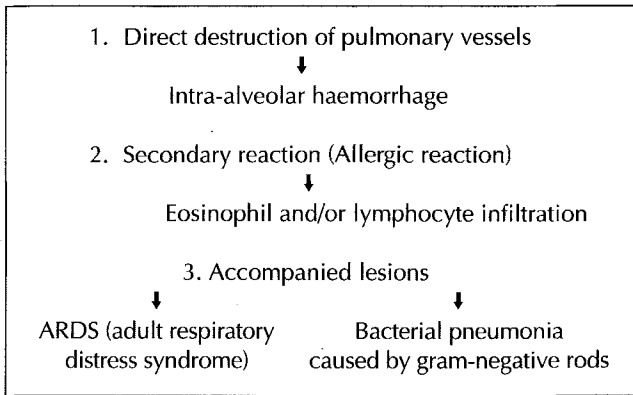 1. Direct destruction of pulmonary vessels
Intra-alveolar haemorrhage
2. Secondary reaction (Allergic reaction)
Eosinophil and/or lymphocyte infiltration
3. Accompanied lesions
ARDS (adult respiratory
distress syndrome)
Bacterial pneumonia
caused by gram-negative rods